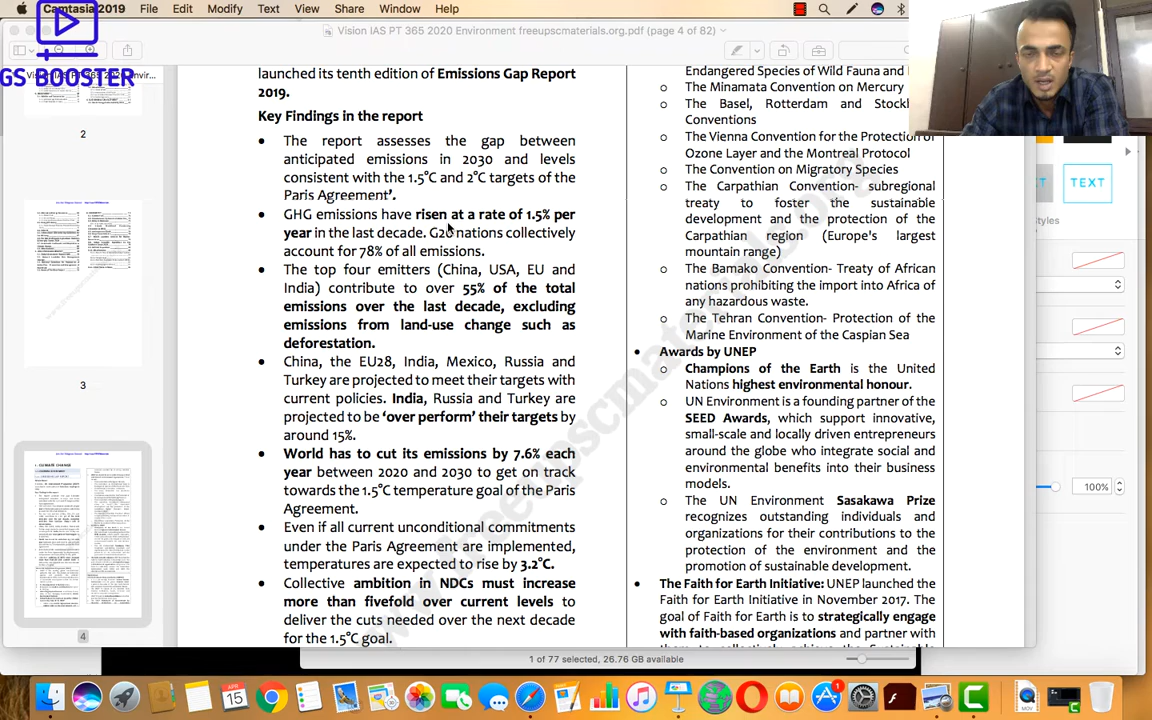 Camtasia 2019 File Edit Modify Text View Share Window Help
Vision IAS PT 365 2020 Environment freeupscmaterials.org.pdf (page 4 of 82)
GS BOOSTER
2
3
4
launched its tenth edition of Emissions Gap Report
2019.
Key Findings in the report
• The report assesses the gap between
anticipated emissions in 2030 and levels
consistent with the 1.5°C and 2°C targets of the
Paris Agreement'.
• GHG emissions have risen at a rate of 1.5% per
year in the last decade. G20 nations collectively
account for 78% of all emissions.
• The top four emitters (China, USA, EU and
India) contribute to over 55% of the total
emissions over the last decade, excluding
emissions from land-use change such as
deforestation.
• China, the EU28, India, Mexico, Russia and
Turkey are projected to meet their targets with
current policies. India, Russia and Turkey are
projected to be 'over perform' their targets by
around 15%.
• World has to cut its emissions by 7.6% each
year between 2020 and 2030 to get on track
towards the 1.5°C temperature goal of the Paris
Agreement.
• Even if all current unconditional commitments
under the Paris Agreement are implemented,
temperatures are expected to rise by 3.2°C.
• Collective ambition in NDCs must increase
more than fivefold over current levels to
deliver the cuts needed over the next decade
for the 1.5°C goal.
Endangered Species of Wild Fauna and
o The Minamata Convention on Mercury
o The Basel, Rotterdam and Stockh
Conventions
o The Vienna Convention for the Protection of
Ozone Layer and the Montreal Protocol
o The Convention on Migratory Species
o The Carpathian Convention- subregional
treaty to foster the sustainable
development and the protection of the
Carpathian region (Europe's largest
mountain range)
o The Bamako Convention- Treaty of African
nations prohibiting the import into Africa of
any hazardous waste.
o The Tehran Convention- Protection of the
Marine Environment of the Caspian Sea
• Awards by UNEP
o Champions of the Earth is the United
Nations highest environmental honour.
o UN Environment is a founding partner of the
SEED Awards, which support innovative,
small-scale and locally driven entrepreneurs
around the globe who integrate social and
environmental benefits into their business
models.
o The UN Environment Sasakawa Prize
recognizes outstanding individuals and
organizations for their contributions to the
protection of the environment and the
promotion of sustainable development.
• The Faith for Earth Initiative: UNEP launched the
Faith for Earth Iniative in November 2017. The
goal of Faith for Earth is to strategically engage
with faith-based organizations and partner with
www.freeupscmaterials.org
TEXT
100%
1 of 77 selected, 26.76 GB available
APR
15
1
MOV